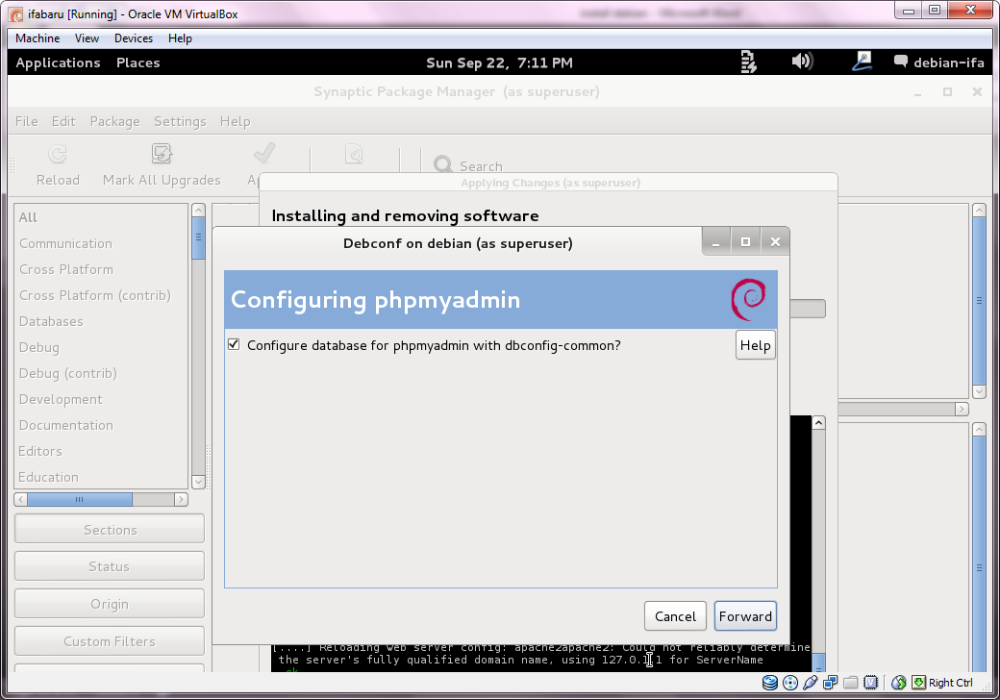 ifabaru [Running] - Oracle VM VirtualBox
Machine View Devices Help
Applications Places Sun Sep 22, 7:11 PM debian-ifa
Synaptic Package Manager (as superuser)
File Edit Package Settings Help
Reload Mark All Upgrades Search
Applying Changes (as superuser)
All
Installing and removing software
Communication
Debconf on debian (as superuser)
Cross Platform
Cross Platform (contrib)
Configuring phpmyadmin
Databases
Debug
Configure database for phpmyadmin with dbconfig-common? Help
Debug (contrib)
Development
Documentation
Editors
Education
Sections
Status
Origin
Custom Filters
Cancel Forward
[....] Reloading web server config: apache2apache2: Could not reliably determine
the server's fully qualified domain name, using 127.0.1.1 for ServerName
Right Ctrl